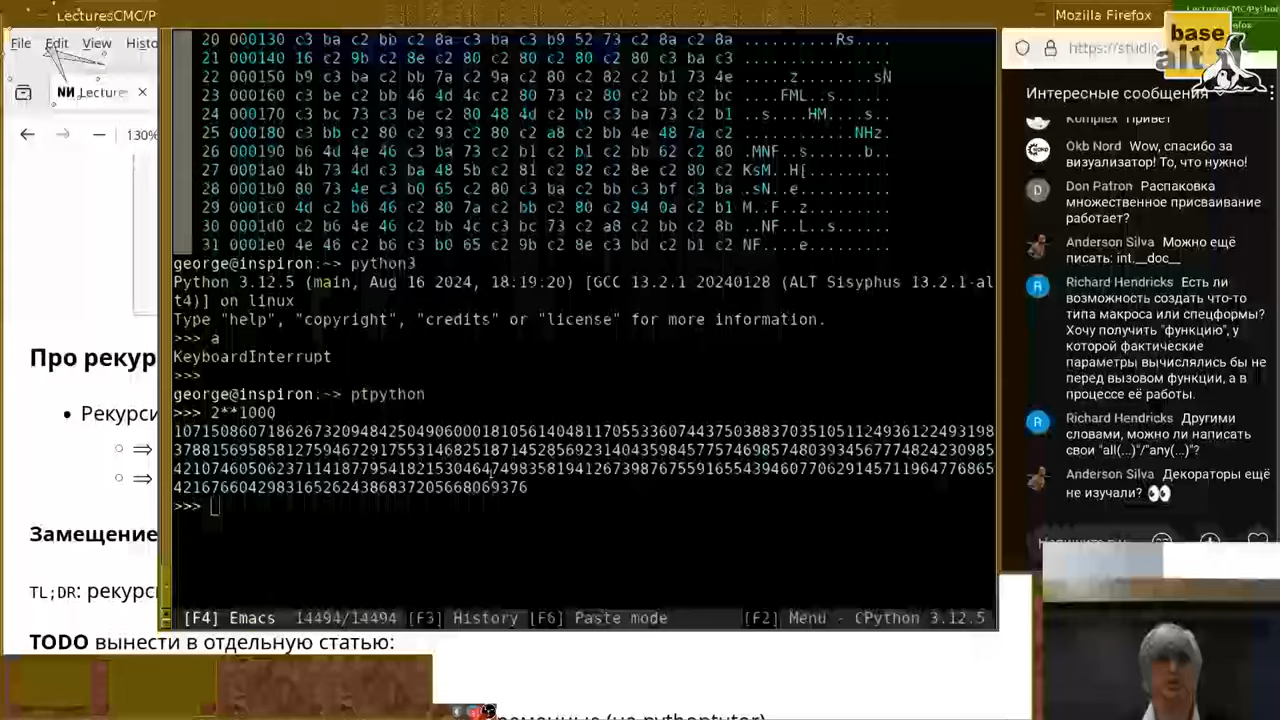 LecturesCMC/P
Mozilla Firefox
LecturesCMC/Python
File Edit View Histo
NИ Lecture
130%
https://studio
base
alt
20 000130 c3 ba c2 bb c2 8a c3 ba c3 b9 52 73 c2 8a c2 8a ..........Rs....
21 000140 16 c2 9b c2 8e c2 80 c2 80 c2 80 c2 80 c3 ba c3 ................
22 000150 b9 c3 ba c2 bb 7a c2 9a c2 80 c2 82 c2 b1 73 4e .....z........sN
23 000160 c3 be c2 bb 46 4d 4c c2 80 73 c2 80 c2 bb c2 bc ....FML..s......
24 000170 c3 bc 73 c3 be c2 80 48 4d c2 bb c3 ba 73 c2 b1 ..s....HM....s..
25 000180 c3 bb c2 80 c2 93 c2 80 c2 a8 c2 bb 4e 48 7a c2 ............NHz.
26 000190 b6 4d 4e 46 c3 ba 73 c2 b1 c2 b1 c2 bb 62 c2 80 .MNF..s......b..
27 0001a0 4b 73 4d c3 ba 48 5b c2 81 c2 82 c2 8e c2 80 c2 KsM..H[.........
28 0001b0 80 73 4e c3 b0 65 c2 80 c3 ba c2 bb c3 bf c3 ba .sN..e..........
29 0001c0 4d c2 b6 46 c2 80 7a c2 bb c2 80 c2 94 0a c2 b1 M..F..z.........
30 0001d0 c2 b6 4e 46 c2 bb 4c c3 bc 73 c2 a8 c2 bb c2 8b ..NF..L..s......
31 0001e0 4e 46 c2 b6 c3 b0 65 c2 9b c2 8e c3 bd c2 b1 c2 NF....e.........
george@inspiron:~> python3
Python 3.12.5 (main, Aug 16 2024, 18:19:20) [GCC 13.2.1 20240128 (ALT Sisyphus 13.2.1-al
t4)] on linux
Type "help", "copyright", "credits" or "license" for more information.
>>> a
KeyboardInterrupt
>>>
george@inspiron:~> ptpython
>>> 2**1000
10715086071862673209484250490600018105614048117055336074437503883703510511249361224931983
78815695858127594672917553146825187145285692314043598457757469857480393456777482423098542
10746050623711418779541821530464749835819412673987675591655439460770629145711964776865
42167660429831652624386837205668069376
>>>
[F4] Emacs 14494/14494 [F3] History [F6] Paste mode [F2] Menu - CPython 3.12.5
Про рекур
Рекурси
⇒
⇒
Замещение
TL;DR: рекурс
TODO вынести в отдельную статью:
(на pythontutor)
Интересные сообщения
Komplex Привет
Okb Nord Wow, спасибо за
визуализатор! То, что нужно!
Don Patron Распаковка
множественное присваивание
работает?
Anderson Silva Можно ещё
писать: int.__doc__
Richard Hendricks Есть ли
возможность создать что-то
типа макроса или спецформы?
Хочу получить "функцию", у
которой фактические
параметры вычислялись бы не
перед вызовом функции, а в
процессе её работы.
Richard Hendricks Другими
словами, можно ли написать
свои "all(...)"/"any(...)"?
Anderson Silva Декораторы ещё
не изучали?